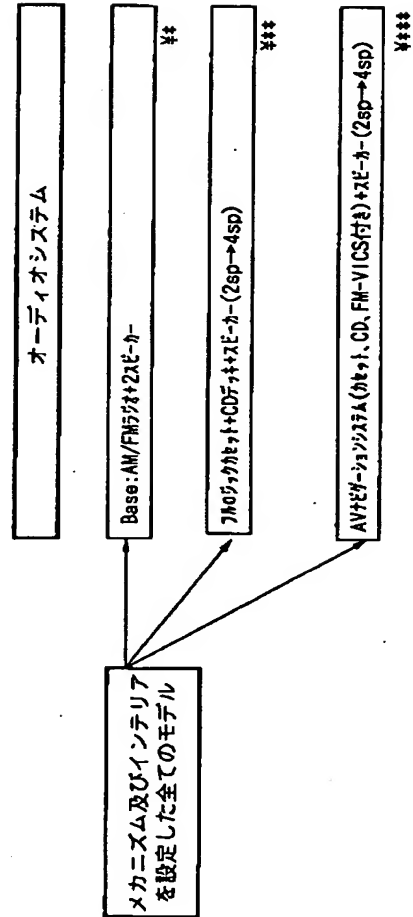 オーディオシステム
メカニズム及びインテリア
を設定した全てのモデル
Base:AM/FMラジオ+2スピーカー
¥**
フルロジックカセット+CDデッキ+スピーカー(2sp→4sp)
¥***
AVナビゲーションシステム(カセット、CD、FM-VICS付き)+スピーカー(2sp→4sp)
¥***